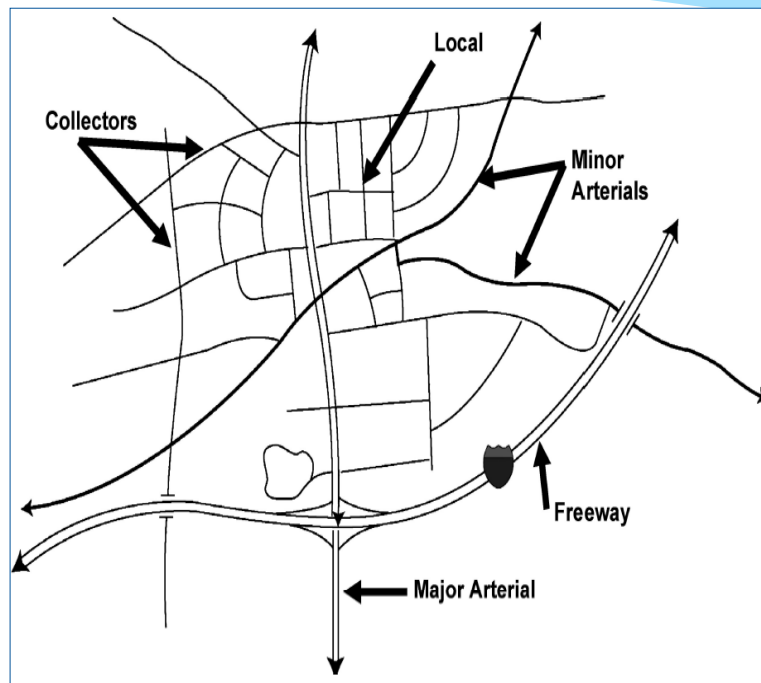 Local
Collectors
Minor
Arterials
Freeway
Major Arterial